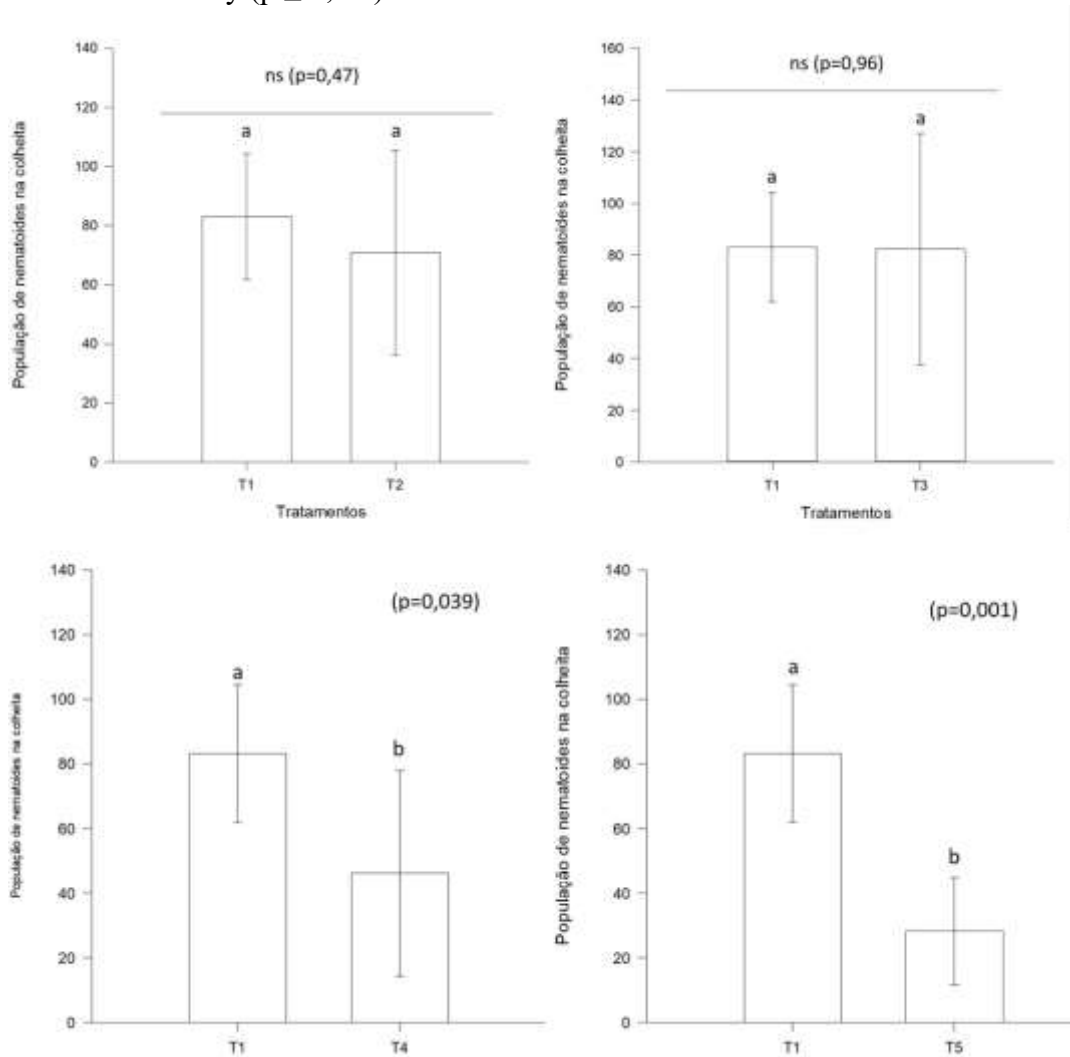 140
120
100
80
60
40
20
0
População de nematoides na colheita
ns (p=0,47)
a
a
T1
T2
Tratamentos
160
140
120
100
80
60
40
20
0
População de nematoides na colheita
ns (p=0,96)
a
a
T1
T3
Tratamentos
140
120
100
80
60
40
20
0
População de nematoides na colheita
(p=0,039)
a
b
T1
T4
140
120
100
80
60
40
20
0
População de nematoides na colheita
(p=0,001)
a
b
T1
T5